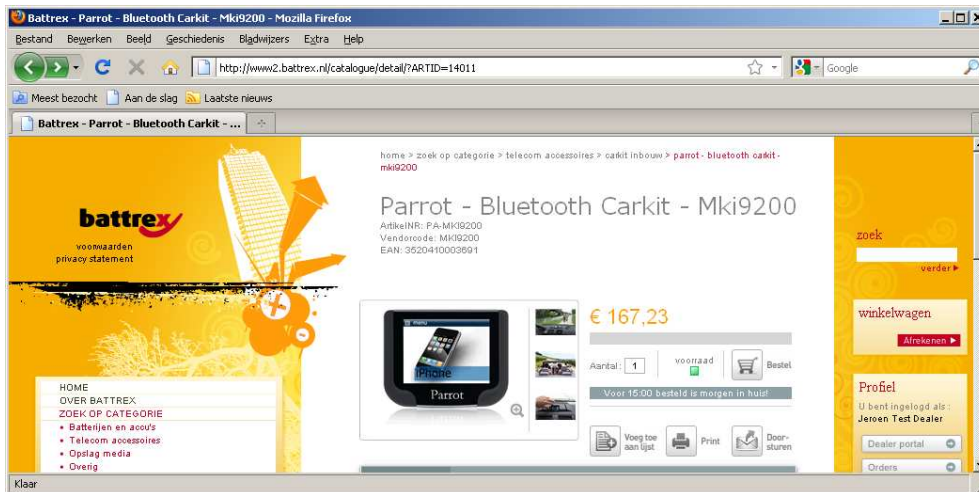 Battrex - Parrot - Bluetooth Carkit - Mki9200 - Mozilla Firefox
Bestand Bewerken Beeld Geschiedenis Bladwijzers Extra Help
http://www2.battrex.nl/catalogue/detail/?ARTID=14011
Google
Meest bezocht Aan de slag Laatste nieuws
Battrex - Parrot - Bluetooth Carkit - ...
home > zoek op categorie > telecom accessoires > carkit inbouw > parrot - bluetooth carkit -
mki9200
Parrot - Bluetooth Carkit - Mki9200
ArtikelNR: PA-MKI9200
Vendorcode: MKI9200
EAN: 3520410003691
battrex
voorwaarden
privacy statement
zoek
verder
€ 167,23
winkelwagen
Afrekenen
menu
iPhone
Parrot
Aantal: 1
voorraad
Bestel
Voor 15:00 besteld is morgen in huis!
Voeg toe
aan lijst
Print
Door-
sturen
HOME
OVER BATTREX
ZOEK OP CATEGORIE
• Batterijen en accu's
• Telecom accessoires
• Opslag media
• Overig
Profiel
U bent ingelogd als :
Jeroen Test Dealer
Dealer portal
Orders
Klaar